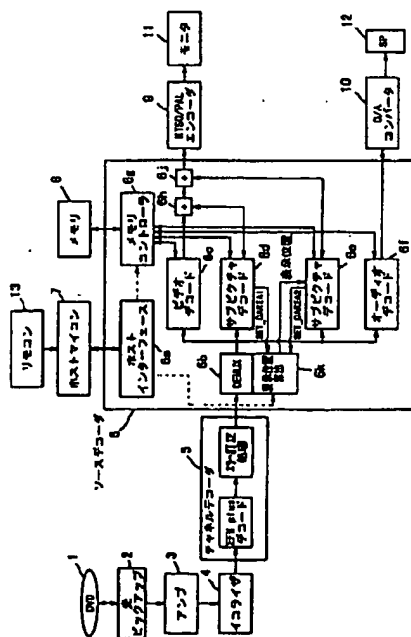 1
DVD
2
光
ピックアップ
3
アンプ
4
イコライザ
5
チャネルデコーダ
EFM plus
デコード
エラー訂正
処理
6
ソースデコーダ
13
リモコン
7
ホストマイコン
ホスト
インターフェース
6a
8
メモリ
6g
メモリ
コントローラ
DEMUX
6b
6k
ビデオ
デコード
6c
サブピクチャ
デコード
6d
サブピクチャ
デコード
6e
オーディオ
デコード
6f
表示位置
+
6h
+
6j
9
NTSC/PAL
エンコーダ
11
モニタ
10
D/A
コンバータ
12
SP